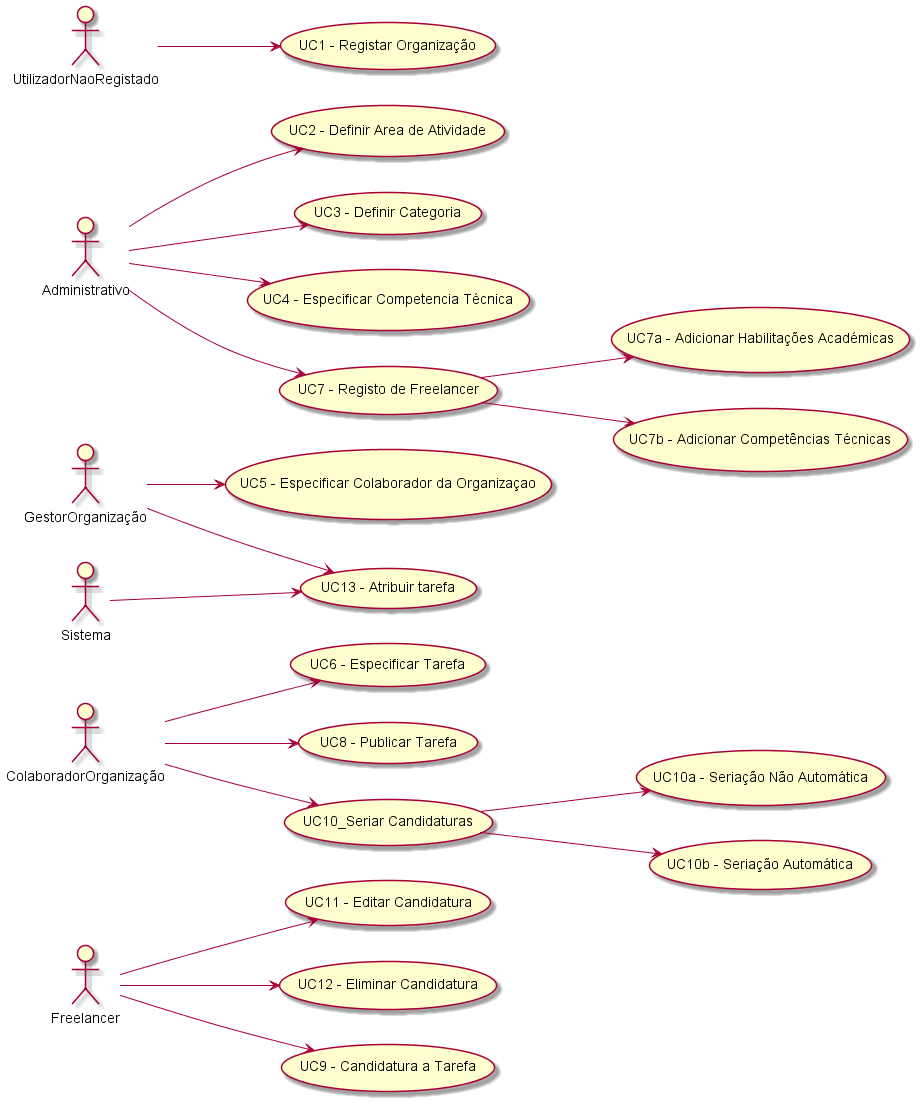 UtilizadorNaoRegistado
UC1 - Registar Organização
UC2 - Definir Area de Atividade
UC3 - Definir Categoria
Administrativo
UC4 - Especificar Competencia Técnica
UC7 - Registo de Freelancer
UC7a - Adicionar Habilitações Académicas
UC7b - Adicionar Competências Técnicas
GestorOrganização
UC5 - Especificar Colaborador da Organizaçao
UC13 - Atribuir tarefa
Sistema
UC6 - Especificar Tarefa
ColaboradorOrganização
UC8 - Publicar Tarefa
UC10_Seriar Candidaturas
UC10a - Seriação Não Automática
UC10b - Seriação Automática
UC11 - Editar Candidatura
Freelancer
UC12 - Eliminar Candidatura
UC9 - Candidatura a Tarefa